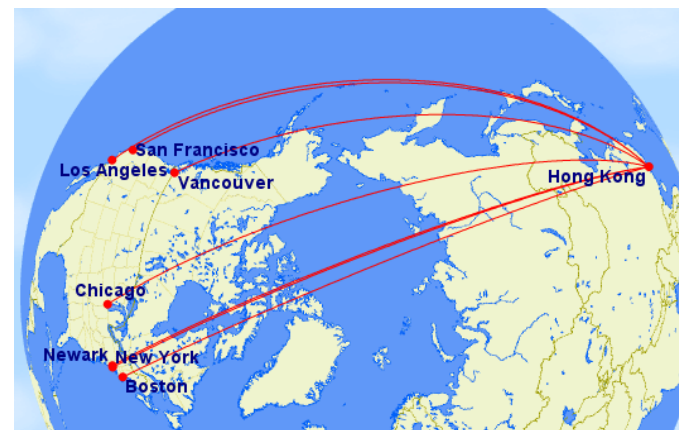 San Francisco
Los Angeles
Vancouver
Hong Kong
Chicago
Newark
New York
Boston